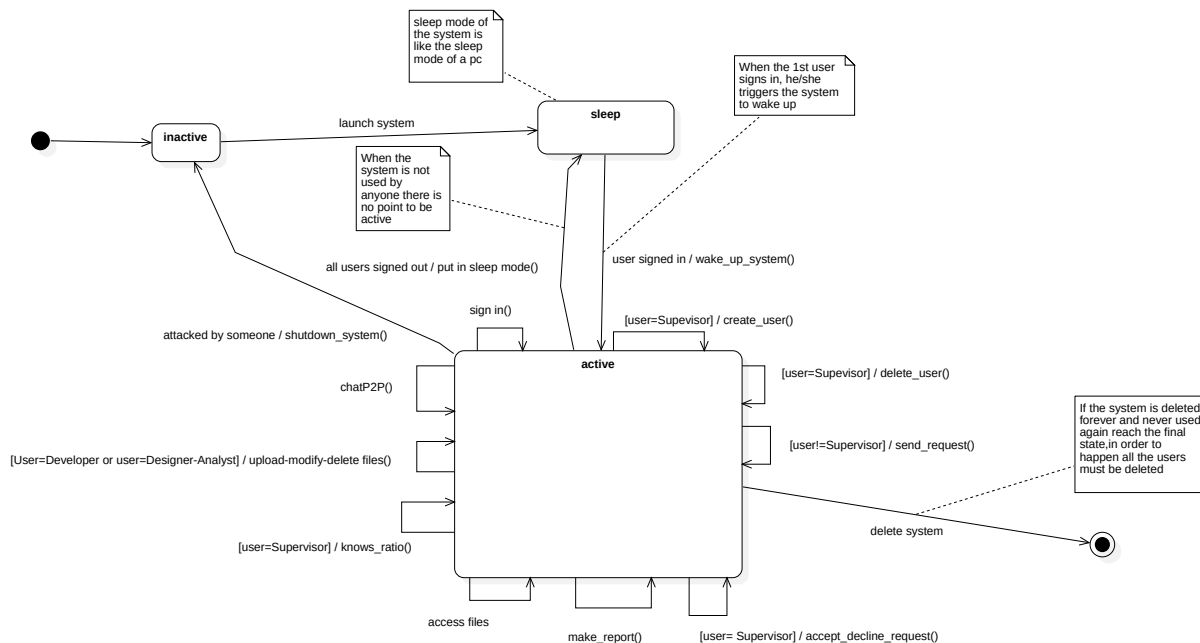 sleep mode of
the system is
like the sleep
mode of a pc
When the 1st user
signs in, he/she
triggers the system
to wake up
sleep
inactive
launch system
When the
system is not
used by
anyone there is
no point to be
active
all users signed out / put in sleep mode()
user signed in / wake_up_system()
sign in()
[user=Supevisor] / create_user()
attacked by someone / shutdown_system()
active
chatP2P()
[user=Supevisor] / delete_user()
If the system is deleted
forever and never used
again reach the final
state,in order to
happen all the users
must be deleted
[user!=Supervisor] / send_request()
[User=Developer or user=Designer-Analyst] / upload-modify-delete files()
delete system
[user=Supervisor] / knows_ratio()
access files
make_report()
[user= Supervisor] / accept_decline_request()